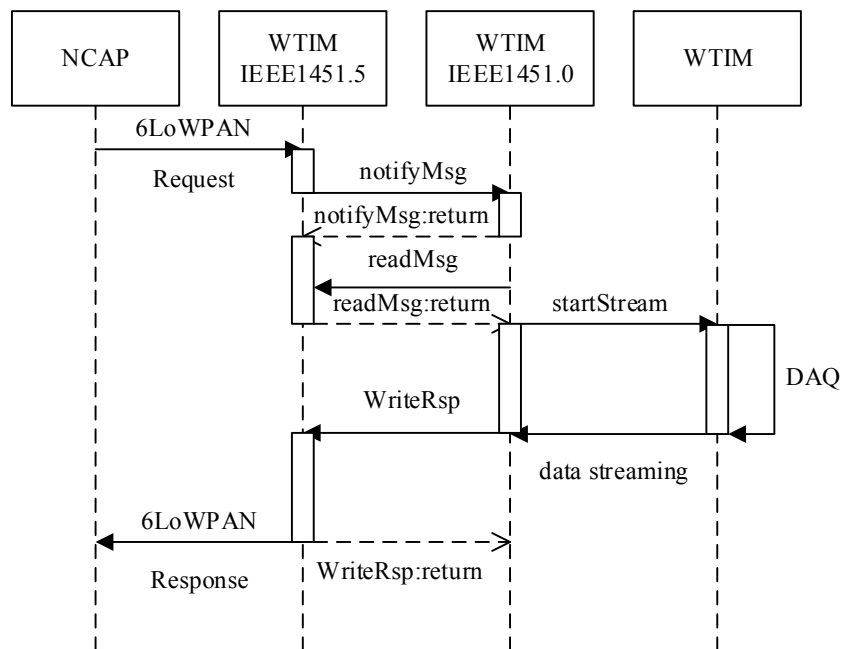 NCAP
WTIM
IEEE1451.5
WTIM
IEEE1451.0
WTIM
6LoWPAN
Request
notifyMsg
notifyMsg:return
readMsg
readMsg:return
startStream
DAQ
WriteRsp
data streaming
6LoWPAN
Response
WriteRsp:return